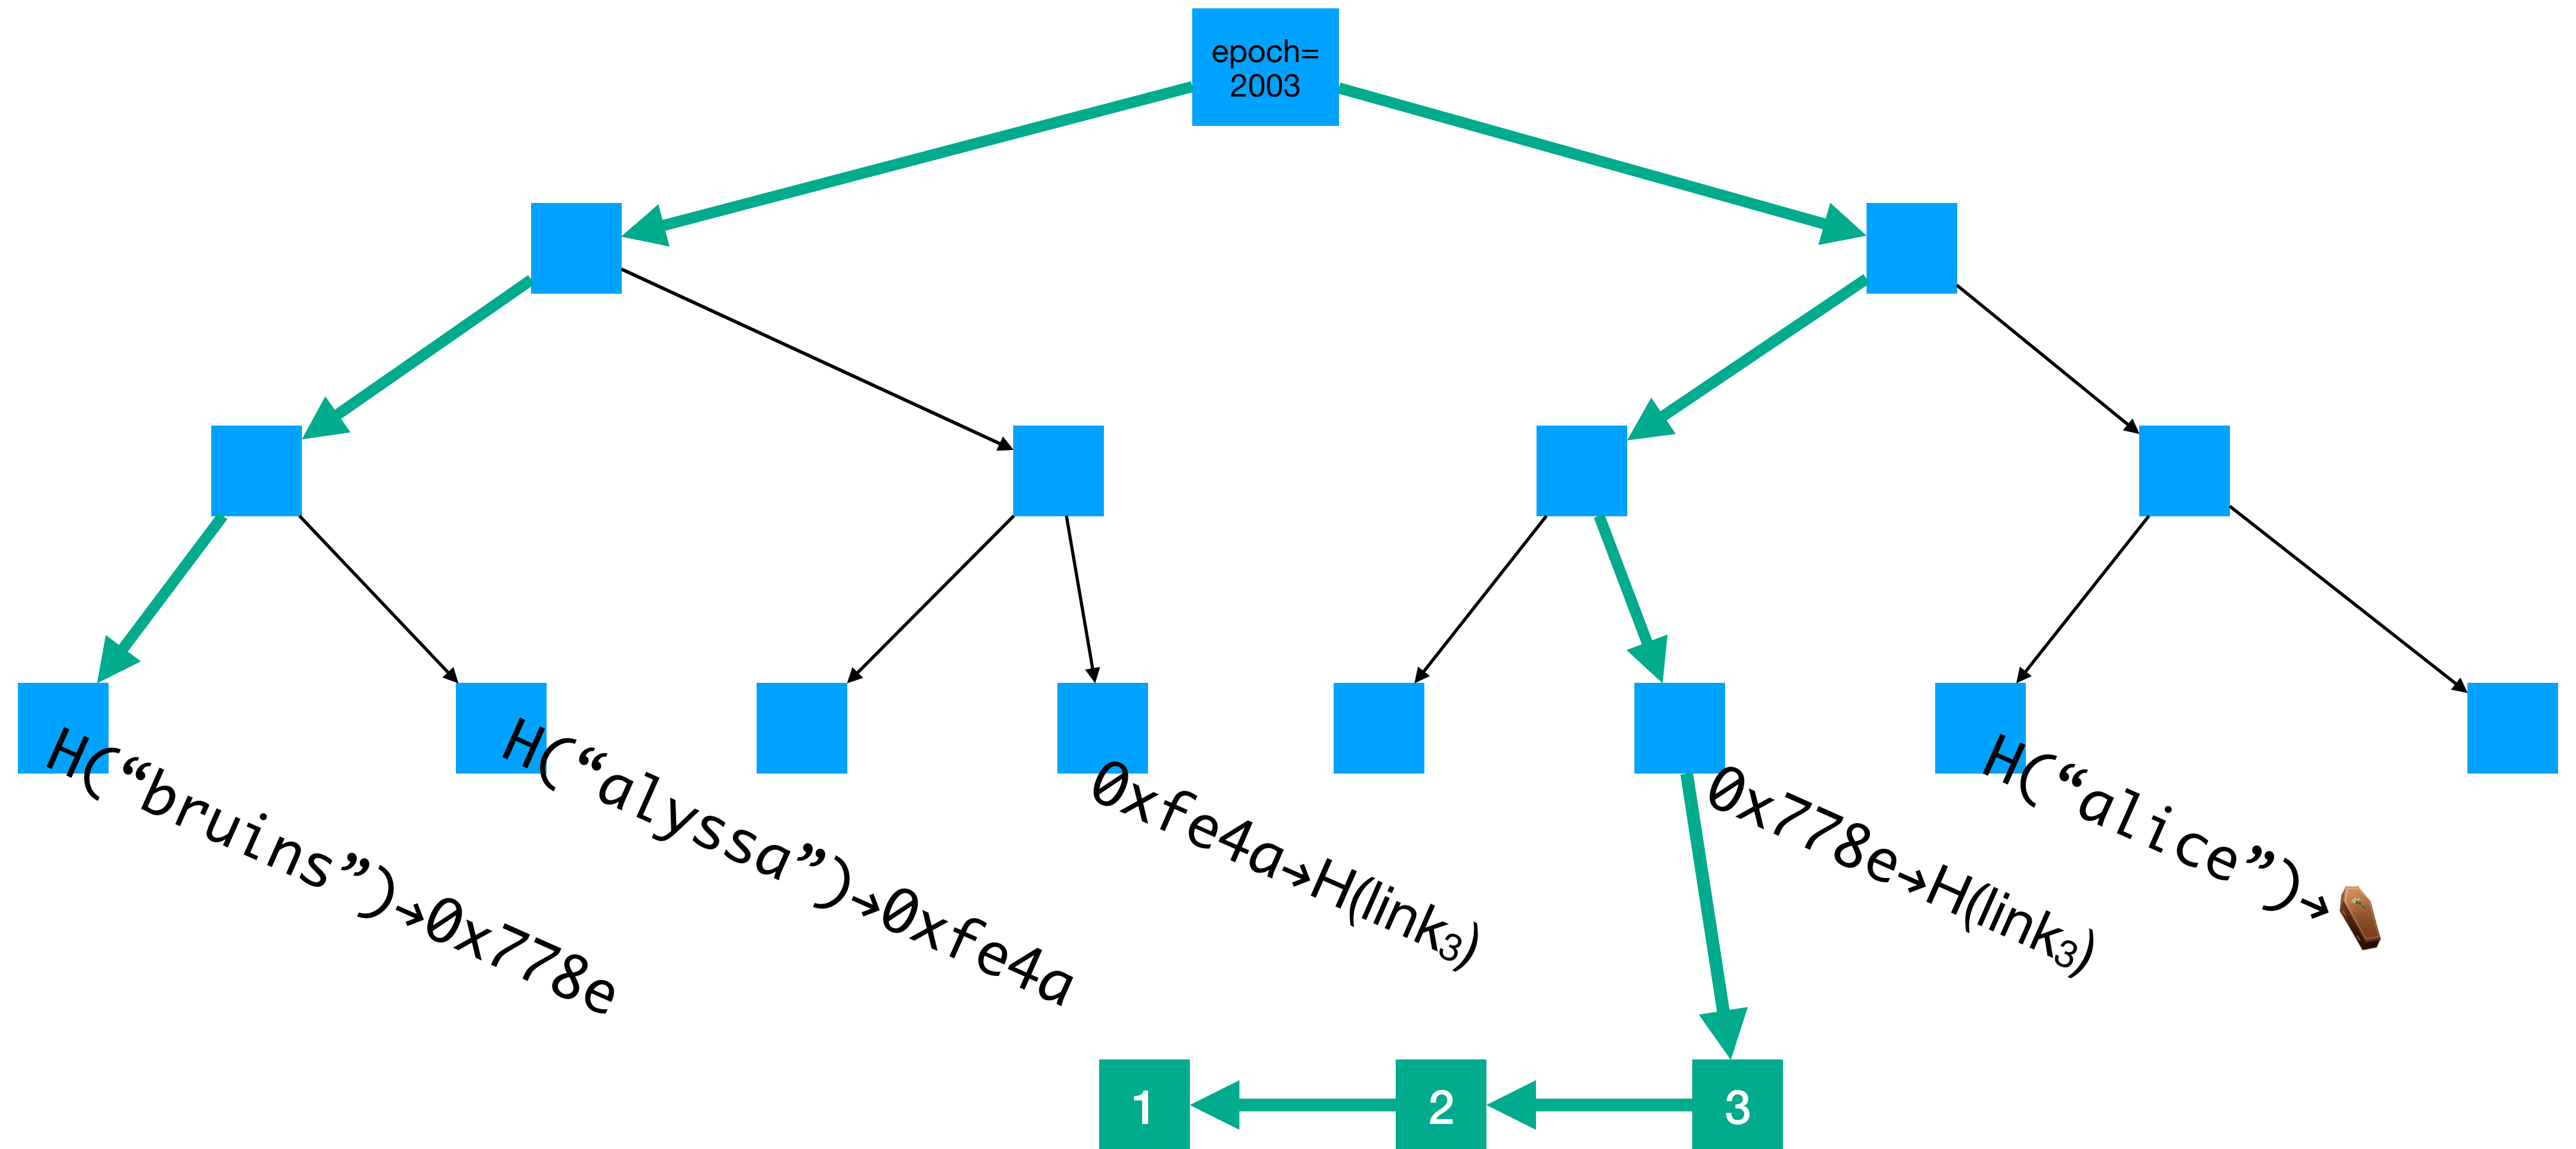 epoch=
2003
H(“bruins”)→0x778e
H(“alyssa”)→0xfe4a
0xfe4a→H(link₃)
0x778e→H(link₃)
H(“alice”)→⚰️
1
2
3